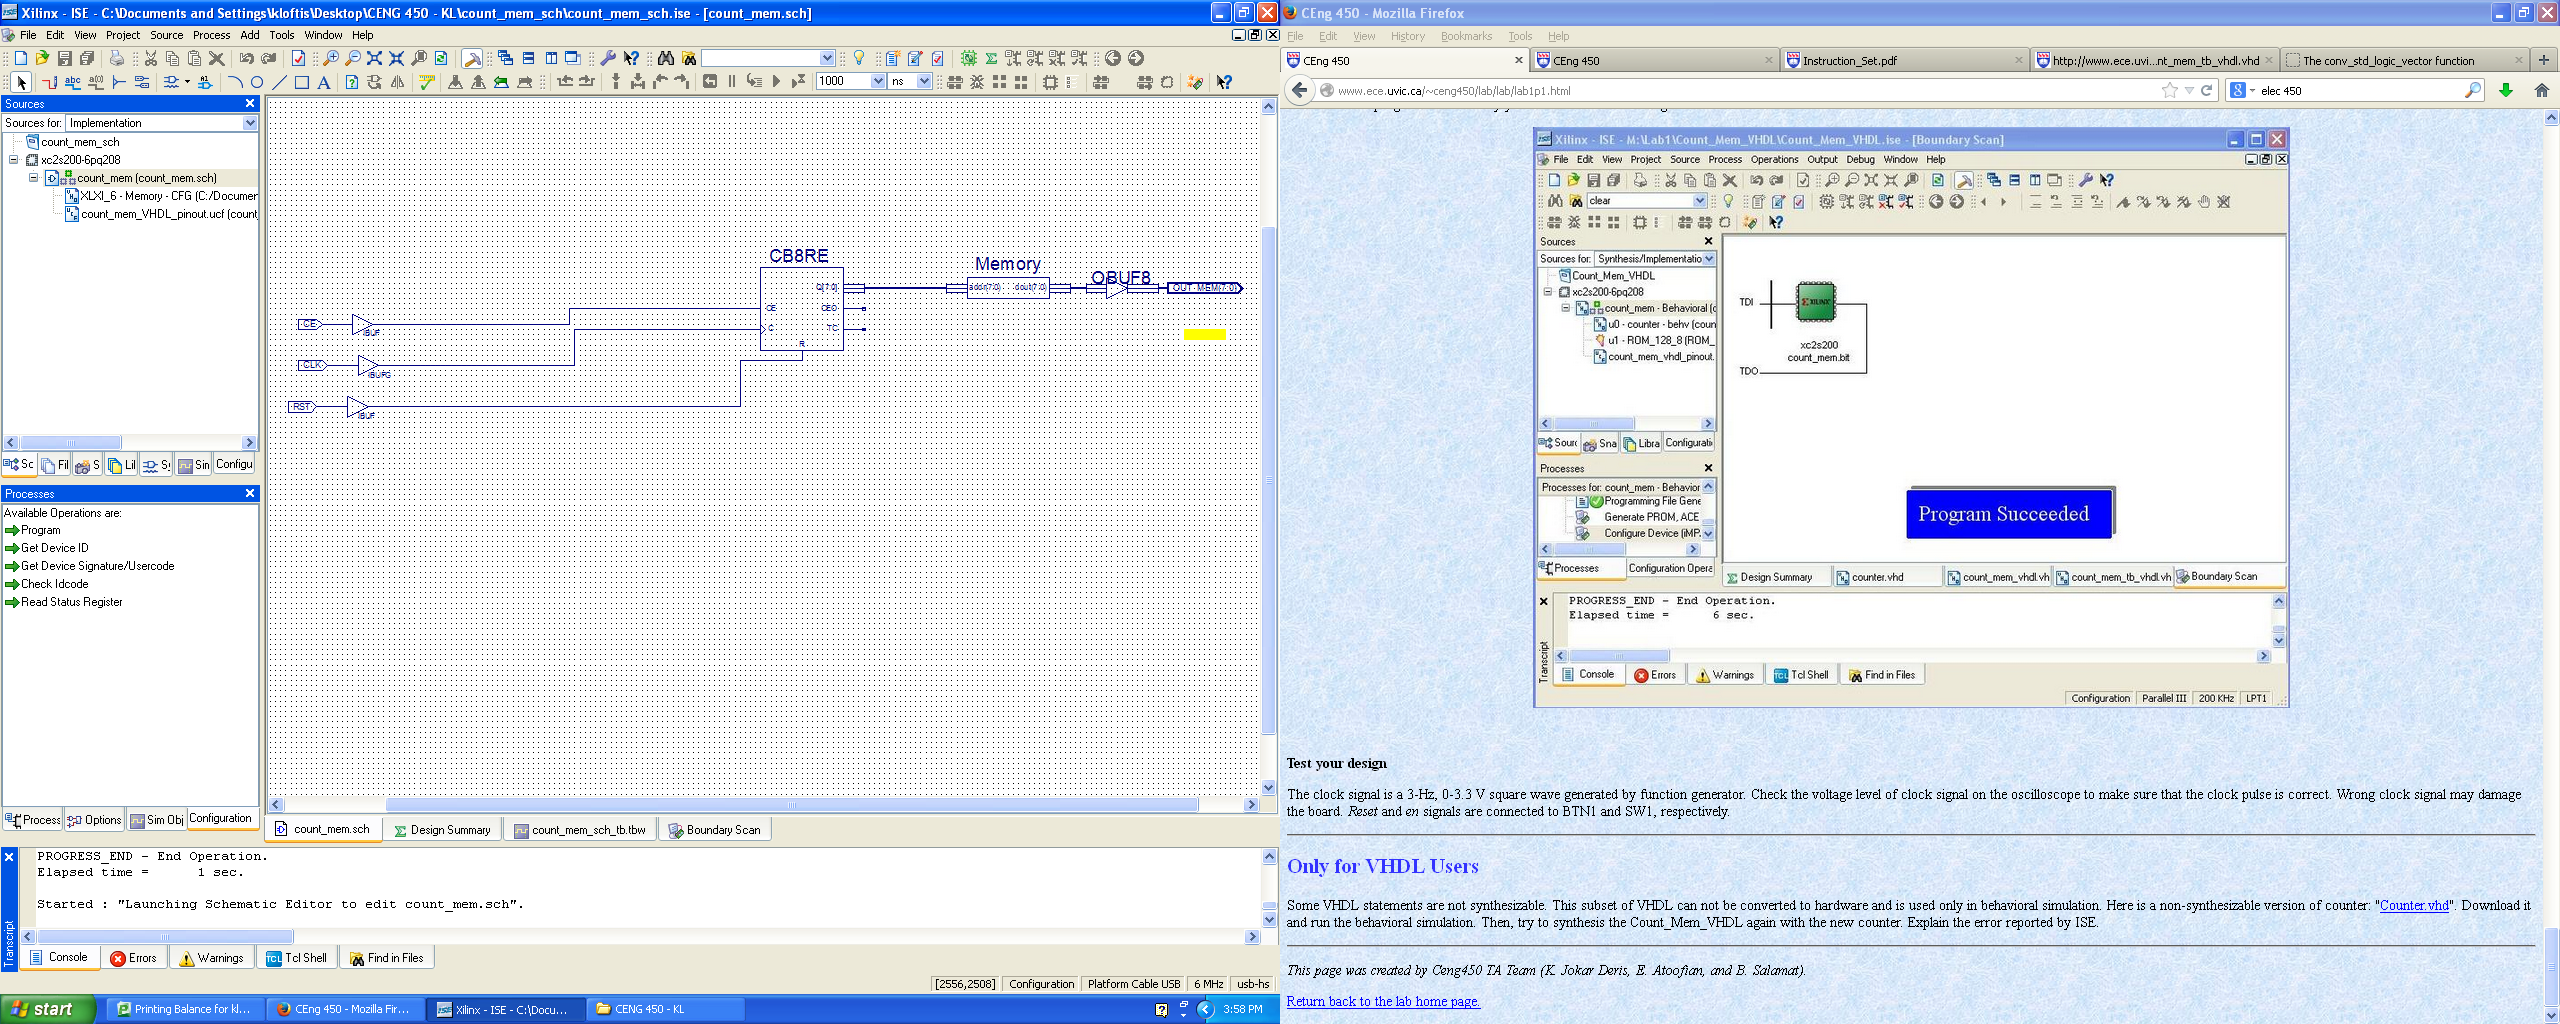 Xilinx - ISE - C:\Documents and Settings\kloftis\Desktop\CENG 450 - KL\count_mem_sch\count_mem_sch.ise - [count_mem.sch]
File Edit View Project Source Process Add Tools Window Help
1000 ns
Sources
Sources for: Implementation
count_mem_sch
xc2s200-6pq208
count_mem (count_mem.sch)
XLXI_6 - Memory - CFG (C:/Documen
count_mem_VHDL_pinout.ucf (count_
Configu
Processes
Available Operations are:
Program
Get Device ID
Get Device Signature/Usercode
Check Idcode
Read Status Register
Process Options Sim Obj Configuration
CB8RE
Q[7:0]
CE
CEO
C
TC
R
Memory
addr(7:0) dout(7:0)
OBUF8
OUT_MEM(7:0)
CE
IBUF
CLK
IBUFG
RST
IBUF
count_mem.sch Design Summary count_mem_sch_tb.tbw Boundary Scan
PROGRESS_END - End Operation.
Elapsed time = 1 sec.
Started : "Launching Schematic Editor to edit count_mem.sch".
Transcript
Console Errors Warnings Tcl Shell Find in Files
[2556,2508] Configuration Platform Cable USB 6 MHz usb-hs
start Printing Balance for kl... CEng 450 - Mozilla Fir... Xilinx - ISE - C:\Docu... CENG 450 - KL 3:58 PM
CEng 450 - Mozilla Firefox
File Edit View History Bookmarks Tools Help
CEng 450 CEng 450 Instruction_Set.pdf http://www.ece.uvi...nt_mem_tb_vhdl.vhd The conv_std_logic_vector function
www.ece.uvic.ca/~ceng450/lab/lab/lab1p1.html elec 450
Xilinx - ISE - M:\Lab1\Count_Mem_VHDL\Count_Mem_VHDL.ise - [Boundary Scan]
File Edit View Project Source Process Operations Output Debug Window Help
clear
Sources
Sources for: Synthesis/Implementatio
Count_Mem_VHDL
xc2s200-6pq208
count_mem - Behavioral (c
u0 - counter - behv (coun
u1 - ROM_128_8 (ROM_
count_mem_vhdl_pinout.
Sourc Sna Libra Configurati
Processes
Processes for: count_mem - Behavior
Programming File Gene
Generate PROM, ACE
Configure Device (iMP
Processes Configuration Opera
TDI
XILINX
xc2s200
count_mem.bit
TDO
Program Succeeded
Design Summary counter.vhd count_mem_vhdl.vh count_mem_tb_vhdl.vh Boundary Scan
PROGRESS_END - End Operation.
Elapsed time = 6 sec.
Transcript
Console Errors Warnings Tcl Shell Find in Files
Configuration Parallel III 200 KHz LPT1
Test your design
The clock signal is a 3-Hz, 0-3.3 V square wave generated by function generator. Check the voltage level of clock signal on the oscilloscope to make sure that the clock pulse is correct. Wrong clock signal may damage
the board. Reset and en signals are connected to BTN1 and SW1, respectively.
Only for VHDL Users
Some VHDL statements are not synthesizable. This subset of VHDL can not be converted to hardware and is used only in behavioral simulation. Here is a non-synthesizable version of counter: "Counter.vhd". Download it
and run the behavioral simulation. Then, try to synthesis the Count_Mem_VHDL again with the new counter. Explain the error reported by ISE.
This page was created by Ceng450 TA Team (K. Jokar Deris, E. Atoofian, and B. Salamat).
Return back to the lab home page.